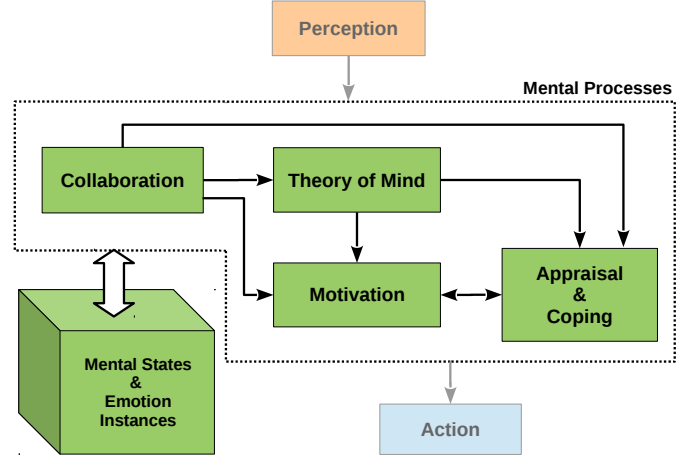 Perception
Mental Processes
Collaboration
Theory of Mind
Motivation
Appraisal
&
Coping
Mental States
&
Emotion
Instances
Action